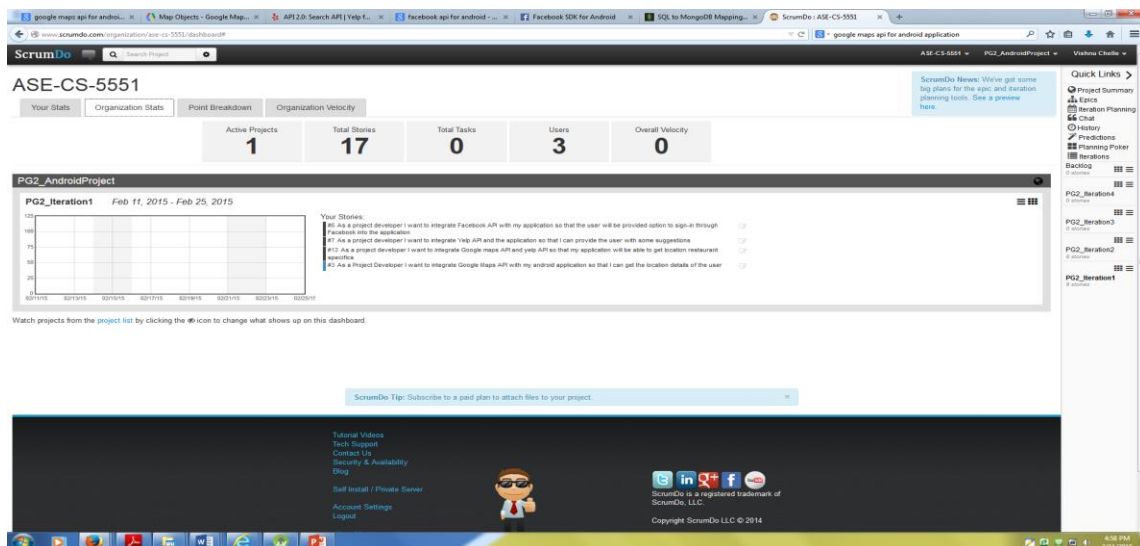 google maps api for androi...
Map Objects - Google Map...
API 2.0: Search API | Yelp f...
facebook api for android - ...
Facebook SDK for Android
SQL to MongoDB Mapping...
ScrumDo : ASE-CS-5551
www.scrumdo.com/organization/ase-cs-5551/dashboard#
google maps api for android application
ScrumDo
Search Project
ASE-CS-5551
PG2_AndroidProject
Vishnu Chelle
ASE-CS-5551
ScrumDo News: We've got some
big plans for the epic and iteration
planning tools. See a preview
here.
Quick Links
Project Summary
Epics
Iteration Planning
Chat
History
Predictions
Planning Poker
Iterations
Backlog
0 stories
PG2_Iteration4
PG2_Iteration3
PG2_Iteration2
PG2_Iteration1
Your Stats
Organization Stats
Point Breakdown
Organization Velocity
Active Projects
1
Total Stories
17
Total Tasks
0
Users
3
Overall Velocity
0
PG2_AndroidProject
PG2_Iteration1 Feb 11, 2015 - Feb 25, 2015
125
100
75
50
25
0
02/11/15 02/13/15 02/15/15 02/17/15 02/19/15 02/21/15 02/23/15 02/25/15
Your Stories:
#6 As a project developer I want to integrate Facebook API with my application so that the user will be provided option to sign-in through
Facebook into the application
#7 As a project developer I want to integrate Yelp API and the application so that I can provide the user with some suggestions
#12 As a project developer I want to integrate Google maps API and yelp API so that my application will be able to get location restaurant
specifics
#3 As a Project Developer I want to integrate Google Maps API with my android application so that I can get the location details of the user
Watch projects from the project list by clicking the icon to change what shows up on this dashboard.
ScrumDo Tip: Subscribe to a paid plan to attach files to your project.
Tutorial Videos
Tech Support
Contact Us
Security & Availability
Blog
Self Install / Private Server
Account Settings
Logout
ScrumDo is a registered trademark of
ScrumDo, LLC.
Copyright ScrumDo LLC © 2014
4:58 PM